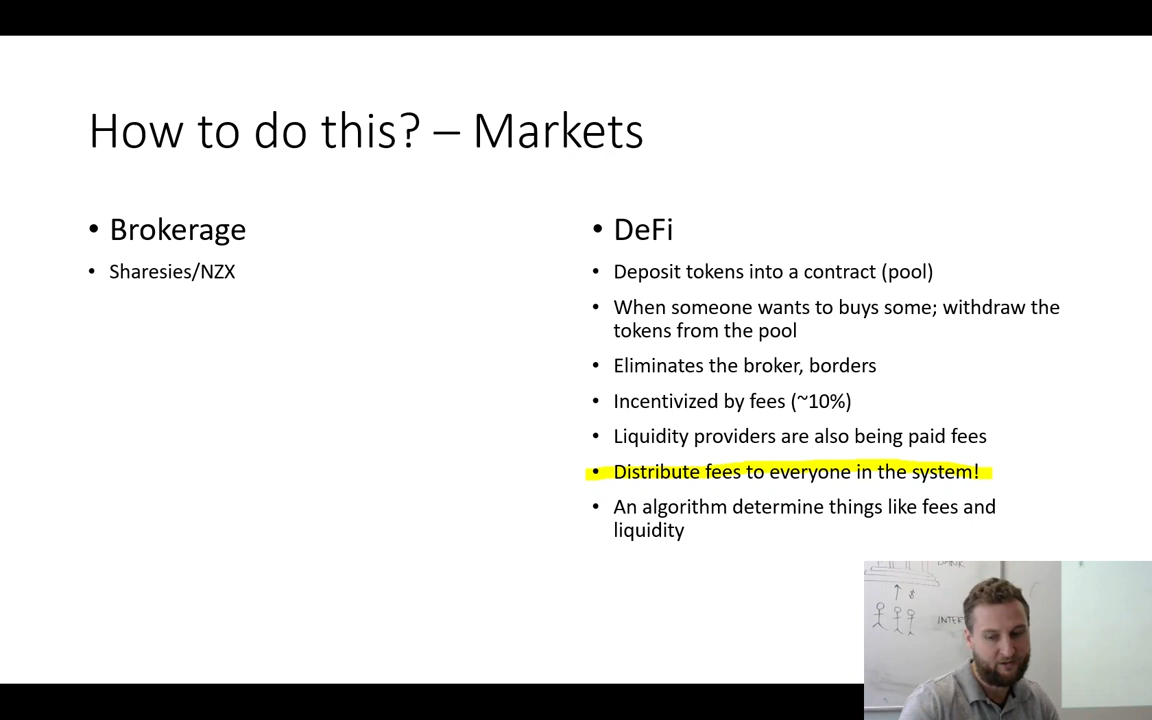 How to do this? – Markets
• Brokerage
• Sharesies/NZX
• DeFi
• Deposit tokens into a contract (pool)
• When someone wants to buys some; withdraw the
tokens from the pool
• Eliminates the broker, borders
• Incentivized by fees (~10%)
• Liquidity providers are also being paid fees
• Distribute fees to everyone in the system!
• An algorithm determine things like fees and
liquidity
BANK
$